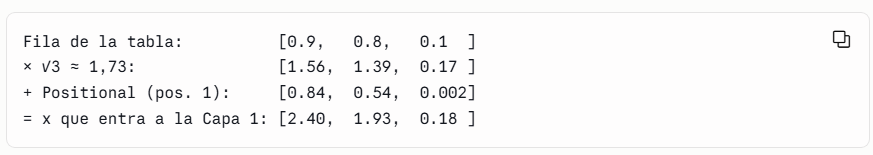 Fila de la tabla:          [0.9,   0.8,   0.1  ]
× √3 ≈ 1,73:               [1.56,  1.39,  0.17 ]
+ Positional (pos. 1):     [0.84,  0.54,  0.002]
= x que entra a la Capa 1: [2.40,  1.93,  0.18 ]